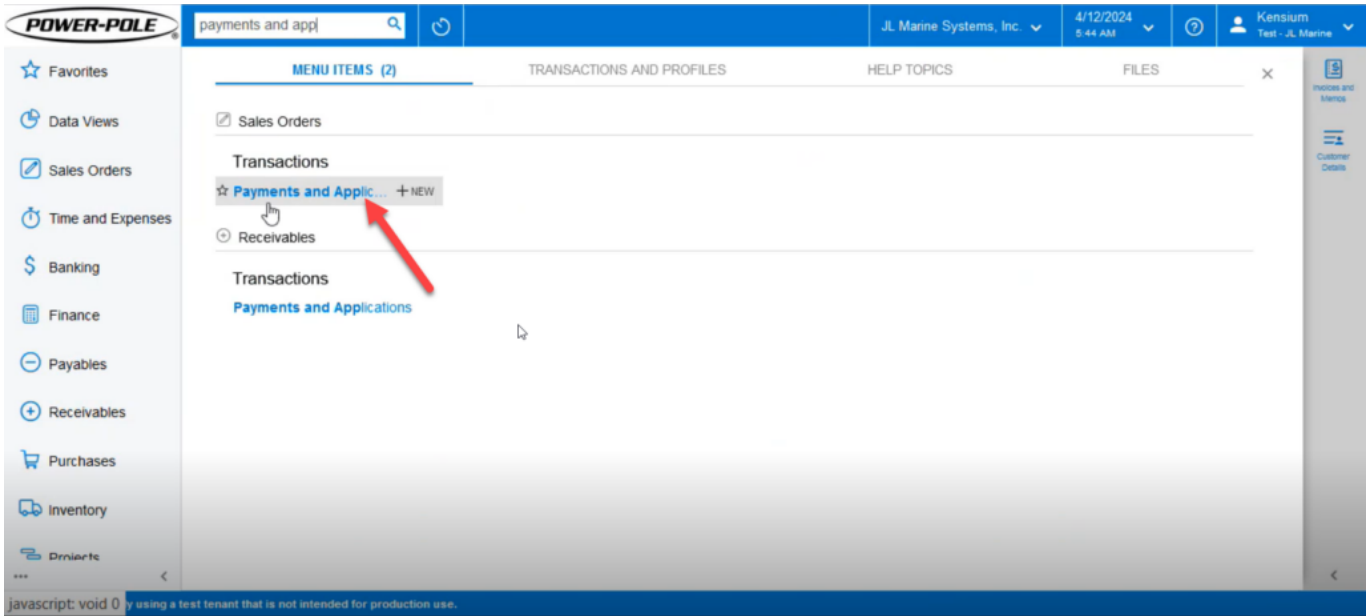 POWER-POLE
payments and app
JL Marine Systems, Inc.
4/12/2024
5:44 AM
Kensium
Test - JL Marine
Favorites
Data Views
Sales Orders
Time and Expenses
Banking
Finance
Payables
Receivables
Purchases
Inventory
Projects
MENU ITEMS (2)
TRANSACTIONS AND PROFILES
HELP TOPICS
FILES
Sales Orders
Transactions
Payments and Applic...
NEW
Receivables
Transactions
Payments and Applications
Invoices and
Memos
Customer
Details
javascript: void 0
y using a test tenant that is not intended for production use.